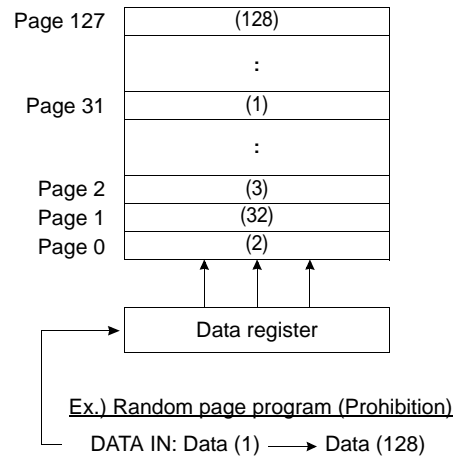 Page 127 (128)
:
Page 31 (1)
:
Page 2 (3)
Page 1 (32)
Page 0 (2)
Data register
Ex.) Random page program (Prohibition)
DATA IN: Data (1) Data (128)